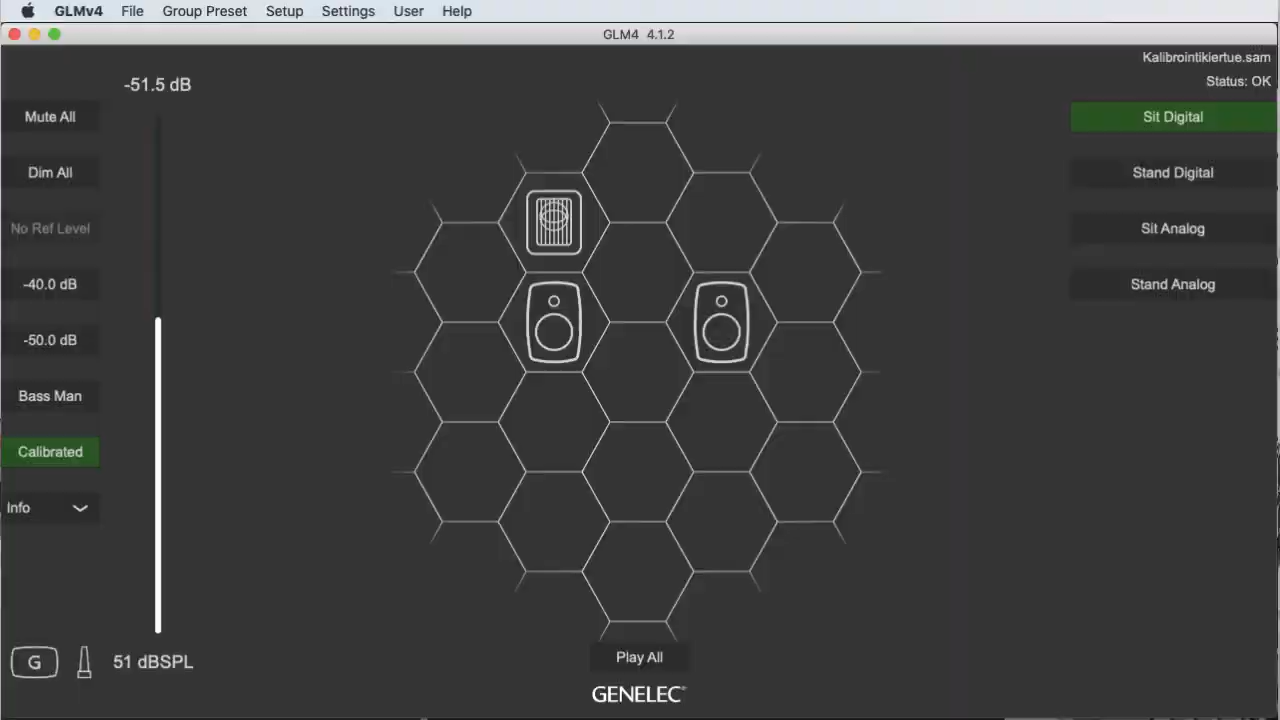 GLMv4 File Group Preset Setup Settings User Help
GLM4 4.1.2
Kalibrointikiertue.sam
Status: OK
-51.5 dB
Mute All
Dim All
No Ref Level
-40.0 dB
-50.0 dB
Bass Man
Calibrated
Info
G
51 dBSPL
Sit Digital
Stand Digital
Sit Analog
Stand Analog
Play All
GENELEC®